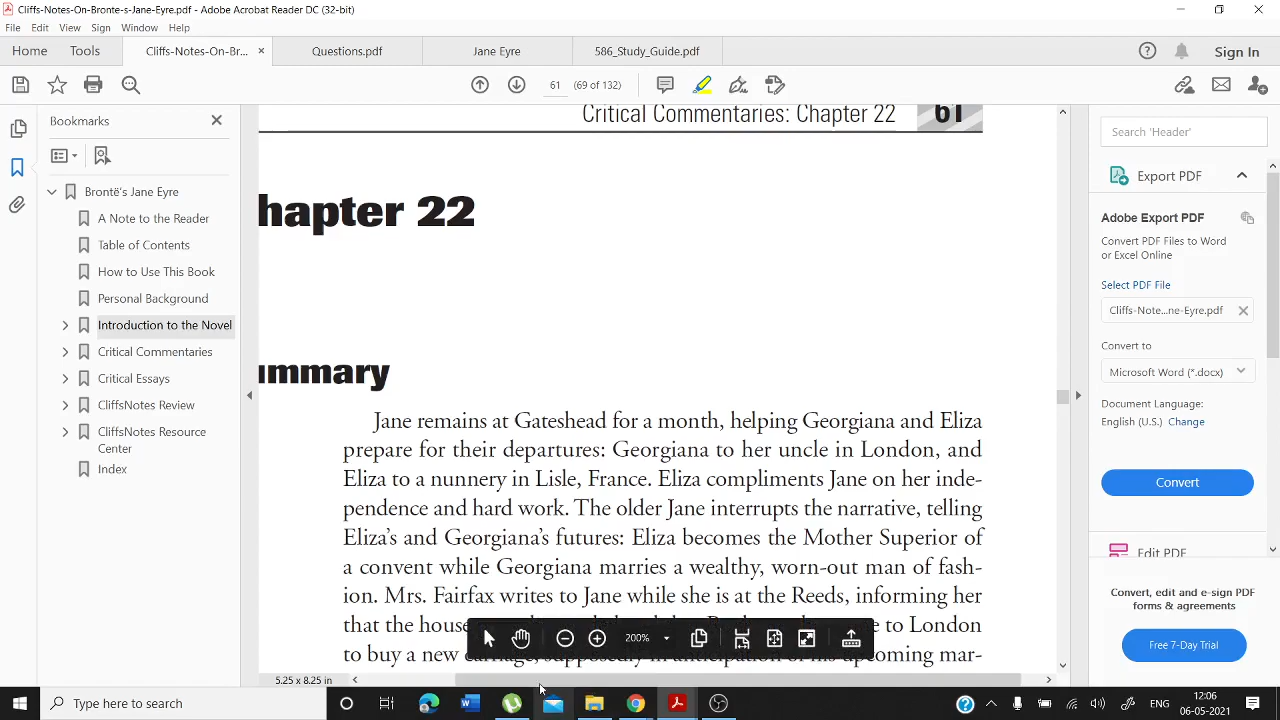 Cliffs-Notes-On-Bronte-s-Jane-Eyre.pdf - Adobe Acrobat Reader DC (32-bit)
File Edit View Sign Window Help
Home Tools Cliffs-Notes-On-Br... × Questions.pdf Jane Eyre 586_Study_Guide.pdf Sign In
61 (69 of 132)
Bookmarks
Brontë's Jane Eyre
A Note to the Reader
Table of Contents
How to Use This Book
Personal Background
Introduction to the Novel
Critical Commentaries
Critical Essays
CliffsNotes Review
CliffsNotes Resource
Center
Index
Critical Commentaries: Chapter 22 61
hapter 22
ummary
Jane remains at Gateshead for a month, helping Georgiana and Eliza
prepare for their departures: Georgiana to her uncle in London, and
Eliza to a nunnery in Lisle, France. Eliza compliments Jane on her inde-
pendence and hard work. The older Jane interrupts the narrative, telling
Eliza's and Georgiana's futures: Eliza becomes the Mother Superior of
a convent while Georgiana marries a wealthy, worn-out man of fash-
ion. Mrs. Fairfax writes to Jane while she is at the Reeds, informing her
that the house to London
to buy a new carriage, supposedly in anticipation of his upcoming mar-
200%
5.25 x 8.25 in
Search 'Header'
Export PDF
Adobe Export PDF
Convert PDF Files to Word
or Excel Online
Select PDF File
Cliffs-Note...ne-Eyre.pdf
Convert to
Microsoft Word (*.docx)
Document Language:
English (U.S.) Change
Convert
Edit PDF
Convert, edit and e-sign PDF
forms & agreements
Free 7-Day Trial
Type here to search
ENG
12:06
06-05-2021